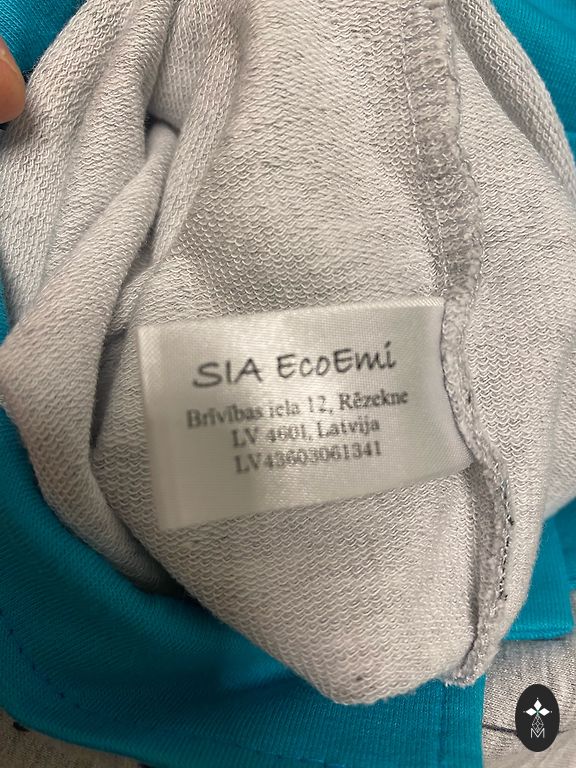 SIA EcoEmi
Brīvības iela 12, Rēzekne
LV 4601, Latvija
LV43603061341
M